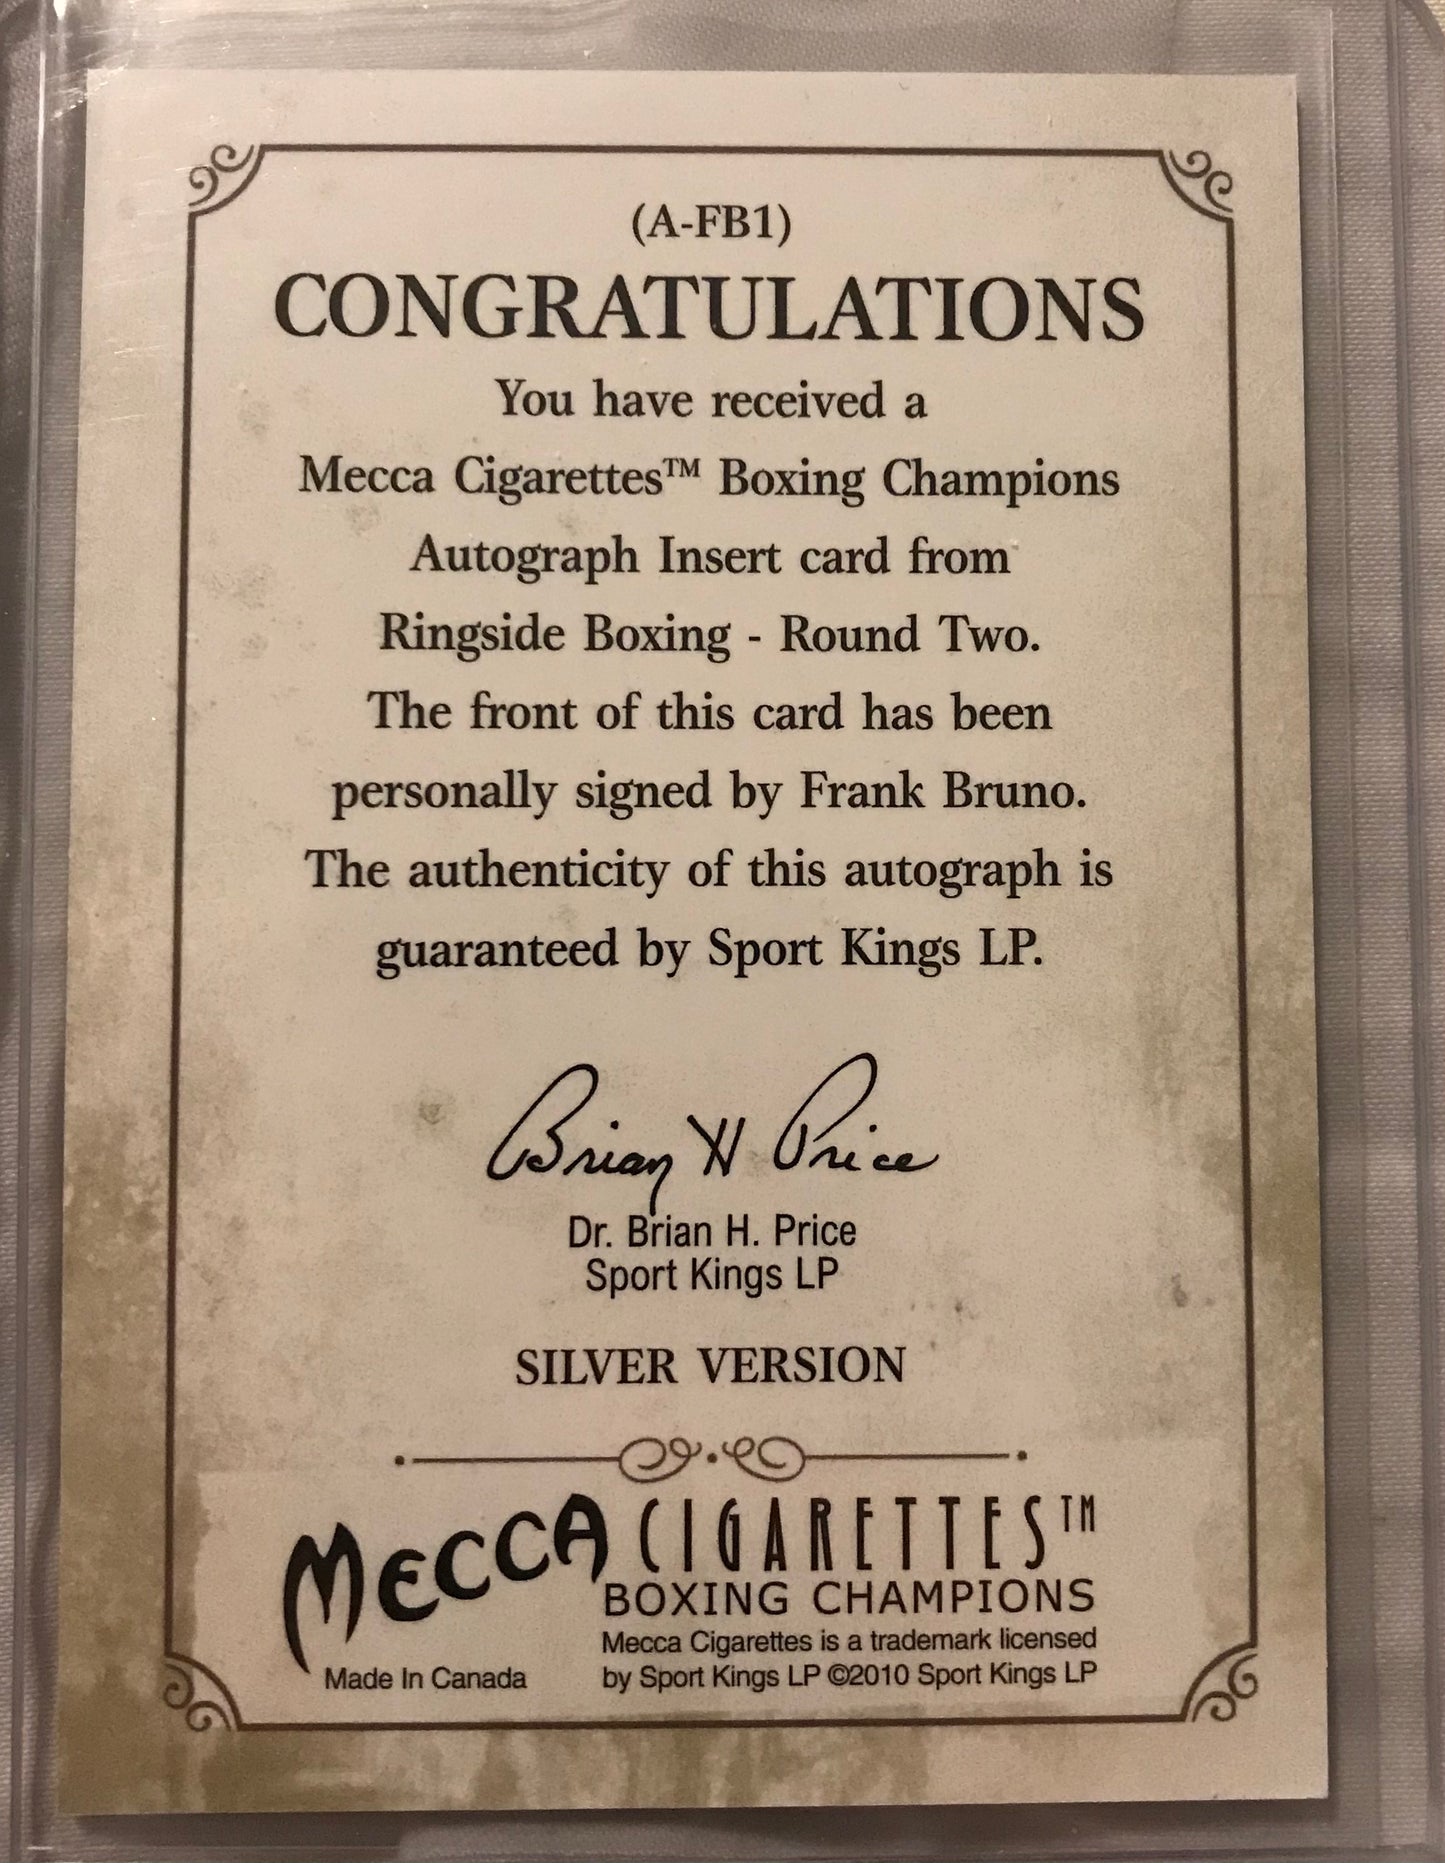 (A-FB1)
CONGRATULATIONS
You have received a
Mecca Cigarettes™ Boxing Champions
Autograph Insert card from
Ringside Boxing - Round Two.
The front of this card has been
personally signed by Frank Bruno.
The authenticity of this autograph is
guaranteed by Sport Kings LP.
Brian H Price
Dr. Brian H. Price
Sport Kings LP
SILVER VERSION
MECCA CIGARETTES™
BOXING CHAMPIONS
Mecca Cigarettes is a trademark licensed
Made In Canada by Sport Kings LP ©2010 Sport Kings LP